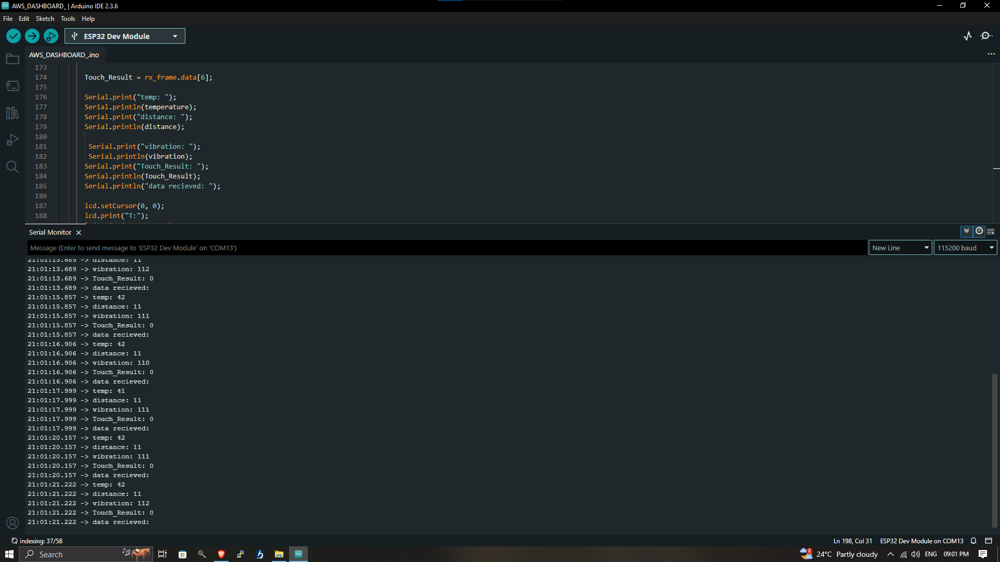 AWS_DASHBOARD_ | Arduino IDE 2.3.6
File Edit Sketch Tools Help
ESP32 Dev Module
AWS_DASHBOARD_.ino
173
174 Touch_Result = rx_frame.data[6];
175
176 Serial.print("temp: ");
177 Serial.println(temperature);
178 Serial.print("distance: ");
179 Serial.println(distance);
180
181 Serial.print("vibration: ");
182 Serial.println(vibration);
183 Serial.print("Touch_Result: ");
184 Serial.println(Touch_Result);
185 Serial.println("data recieved: ");
186
187 lcd.setCursor(0, 0);
188 lcd.print("T:");
Serial Monitor
Message (Enter to send message to 'ESP32 Dev Module' on 'COM13')
New Line
115200 baud
21:01:13.689 -> distance: 11
21:01:13.689 -> vibration: 112
21:01:13.689 -> Touch_Result: 0
21:01:13.689 -> data recieved:
21:01:15.857 -> temp: 42
21:01:15.857 -> distance: 11
21:01:15.857 -> vibration: 111
21:01:15.857 -> Touch_Result: 0
21:01:15.857 -> data recieved:
21:01:16.906 -> temp: 42
21:01:16.906 -> distance: 11
21:01:16.906 -> vibration: 110
21:01:16.906 -> Touch_Result: 0
21:01:16.906 -> data recieved:
21:01:17.999 -> temp: 41
21:01:17.999 -> distance: 11
21:01:17.999 -> vibration: 111
21:01:17.999 -> Touch_Result: 0
21:01:17.999 -> data recieved:
21:01:20.157 -> temp: 42
21:01:20.157 -> distance: 11
21:01:20.157 -> vibration: 111
21:01:20.157 -> Touch_Result: 0
21:01:20.157 -> data recieved:
21:01:21.222 -> temp: 42
21:01:21.222 -> distance: 11
21:01:21.222 -> vibration: 112
21:01:21.222 -> Touch_Result: 0
21:01:21.222 -> data recieved:
indexing: 37/58
Ln 198, Col 31 ESP32 Dev Module on COM13
Search
2
24°C Partly cloudy
ENG
09:01 PM